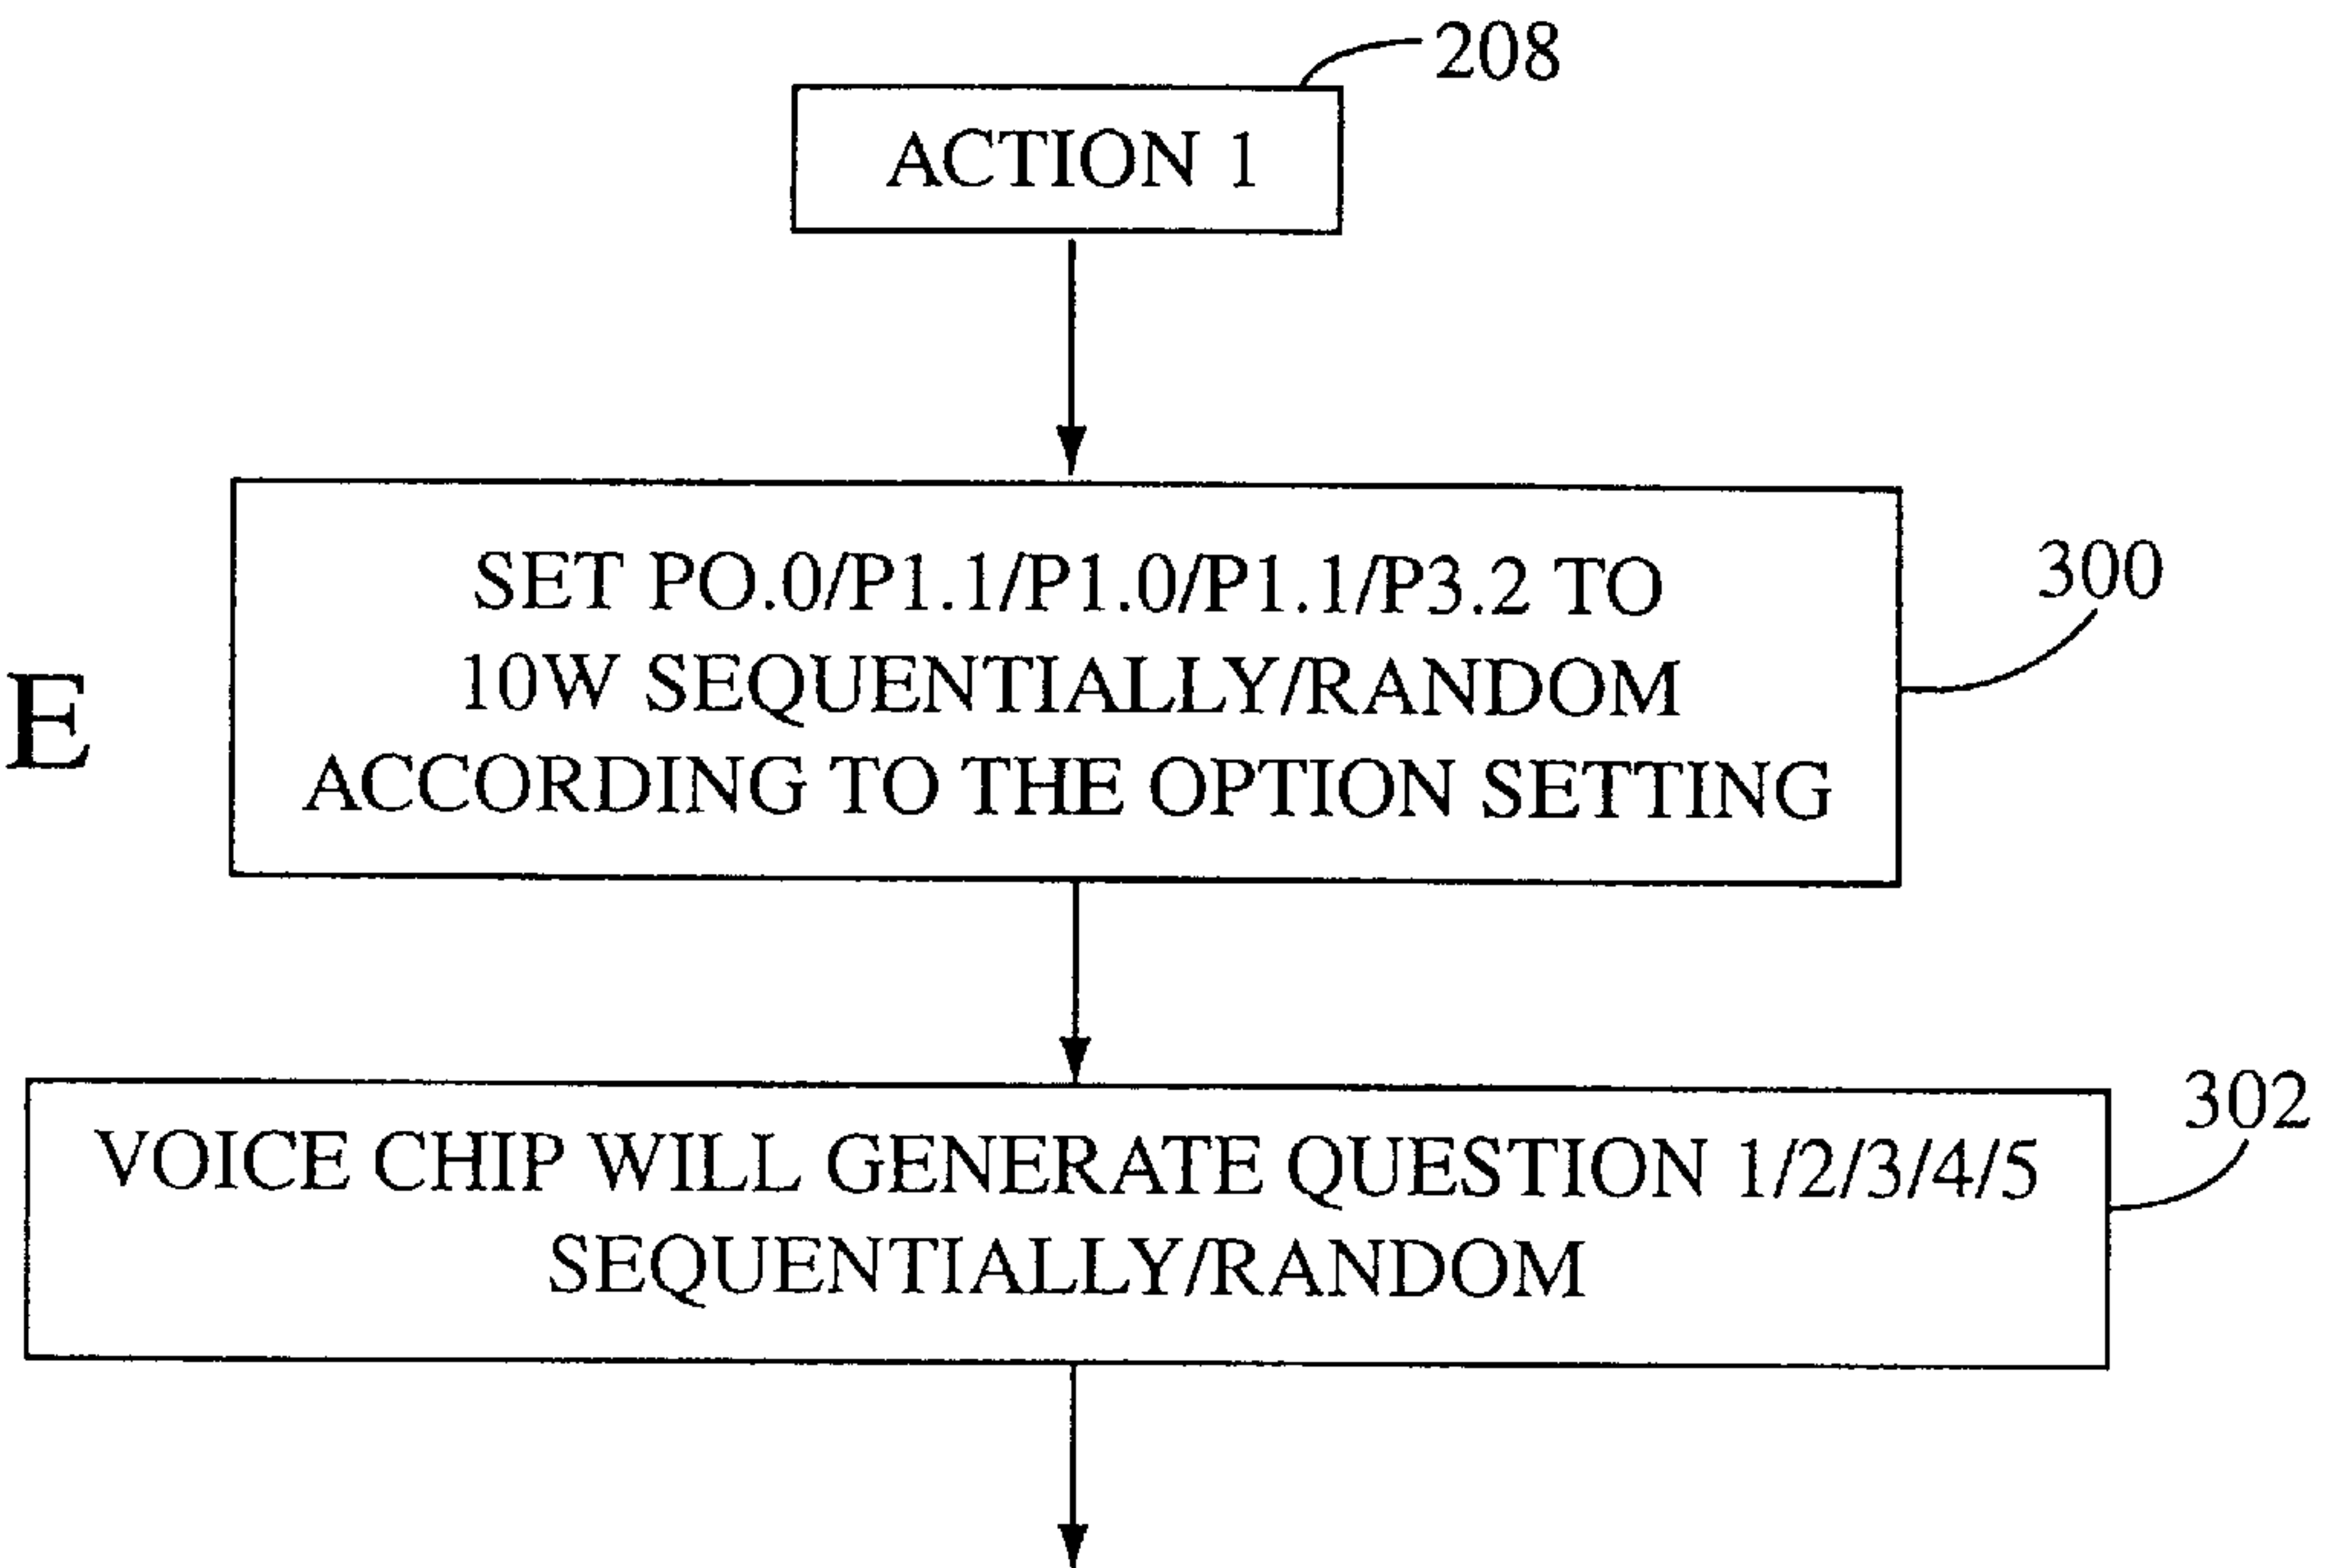 208
ACTION 1
SET PO.0/P1.1/P1.0/P1.1/P3.2 TO
10W SEQUENTIALLY/RANDOM
ACCORDING TO THE OPTION SETTING
300
E
VOICE CHIP WILL GENERATE QUESTION 1/2/3/4/5
SEQUENTIALLY/RANDOM
302